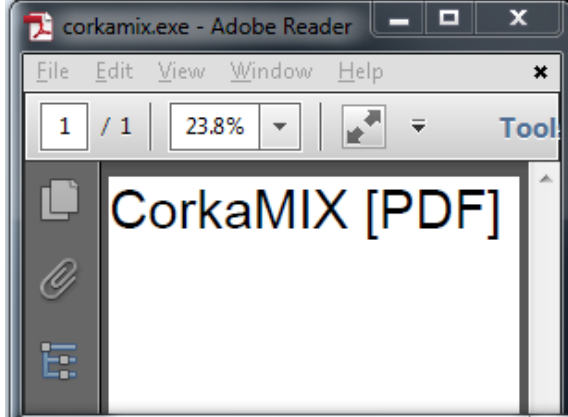 corkamix.exe - Adobe Reader
File Edit View Window Help
1 / 1 23.8% Tool
CorkaMIX [PDF]